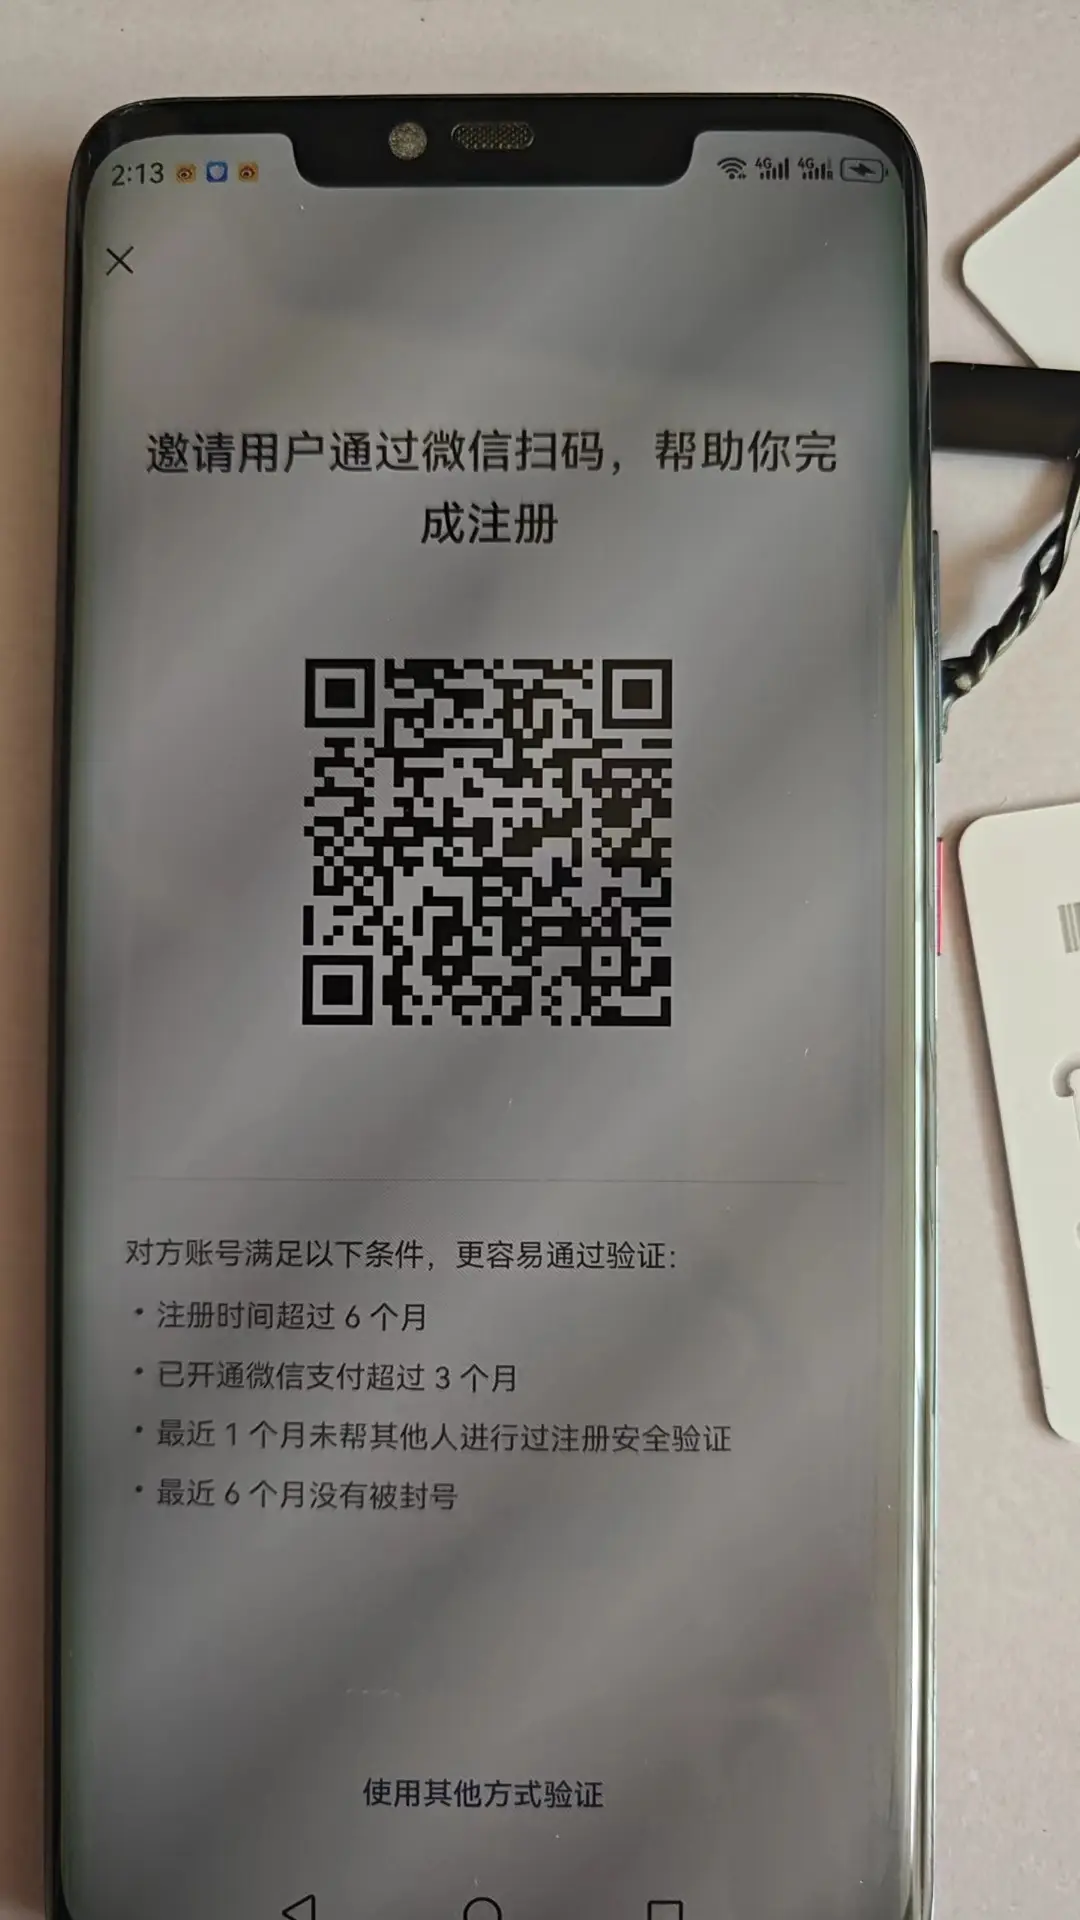 2:13
4G 4G R
邀请用户通过微信扫码，帮助你完
成注册
对方账号满足以下条件，更容易通过验证：
• 注册时间超过 6 个月
• 已开通微信支付超过 3 个月
• 最近 1 个月未帮其他人进行过注册安全验证
• 最近 6 个月没有被封号
使用其他方式验证